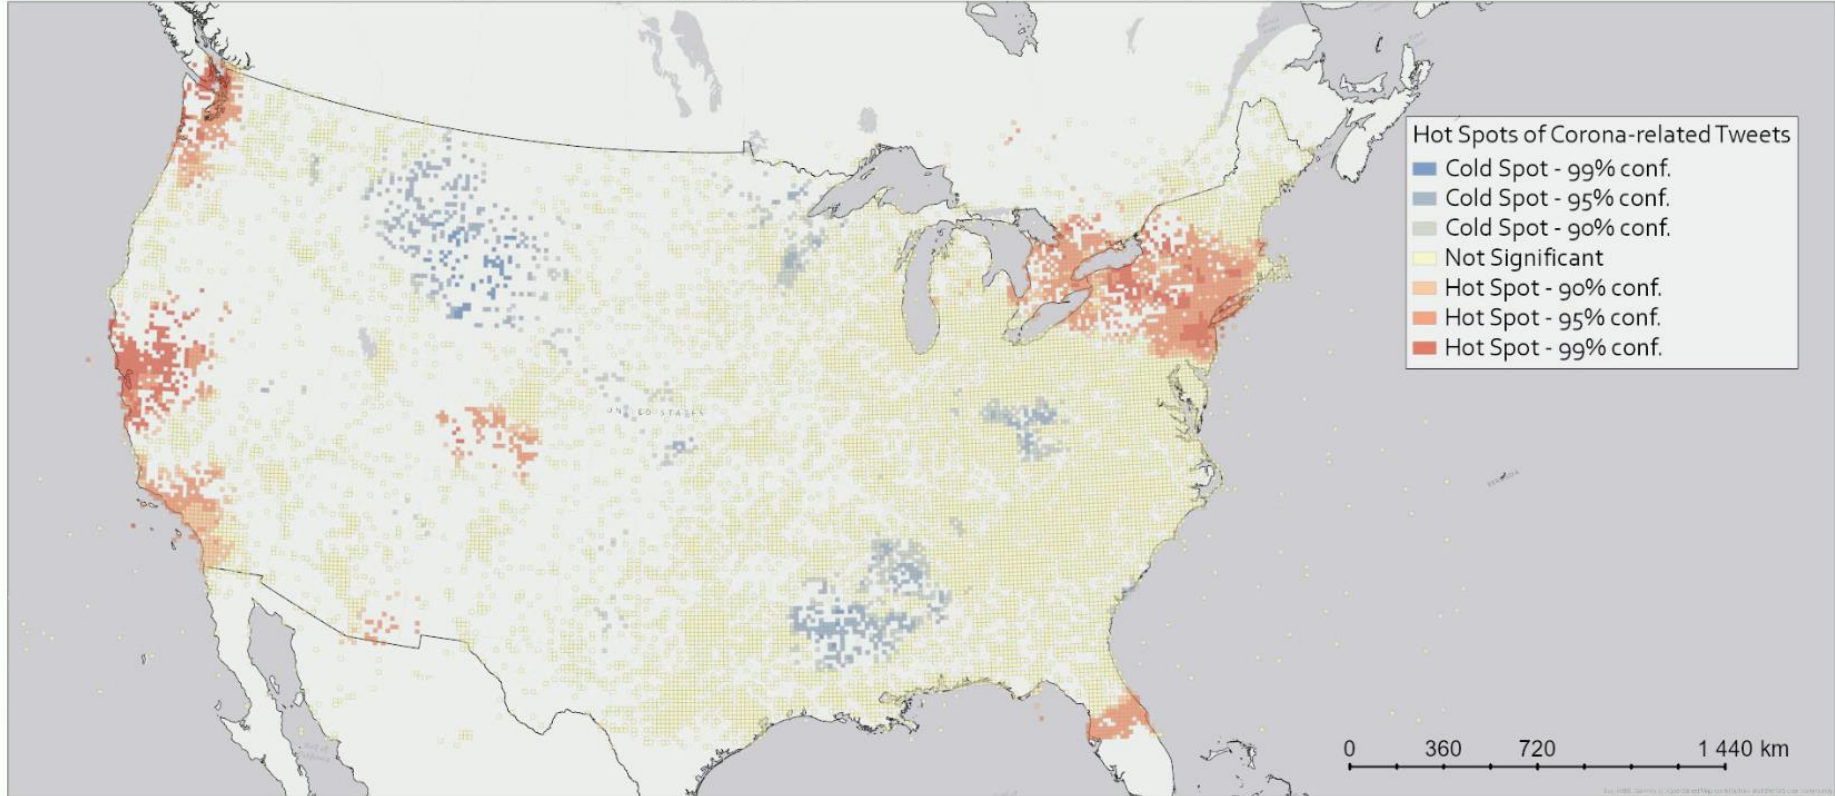 Hot Spots of Corona-related Tweets
Cold Spot - 99% conf.
Cold Spot - 95% conf.
Cold Spot - 90% conf.
Not Significant
Hot Spot - 90% conf.
Hot Spot - 95% conf.
Hot Spot - 99% conf.
UNITED STATES
0 360 720 1 440 km